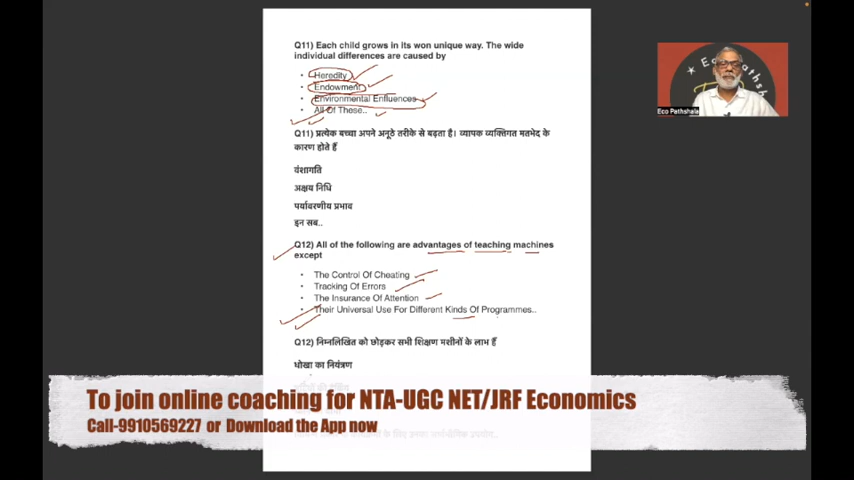 Q11) Each child grows in its won unique way. The wide
individual differences are caused by
Heredity
Endowment
Environmental Enfluences
All Of These..
Q11) प्रत्येक बच्चा अपने अनूठे तरीके से बढ़ता है। व्यापक व्यक्तिगत मतभेद के
कारण होते हैं
वंशागति
अक्षय निधि
पर्यावरणीय प्रभाव
इन सब..
Q12) All of the following are advantages of teaching machines
except
The Control Of Cheating
Tracking Of Errors
The Insurance Of Attention
Their Universal Use For Different Kinds Of Programmes..
Q12) निम्नलिखित को छोड़कर सभी शिक्षण मशीनों के लाभ हैं
धोखा का नियंत्रण
To join online coaching for NTA-UGC NET/JRF Economics
Call-9910569227 or Download the App now
Eco Pathshala